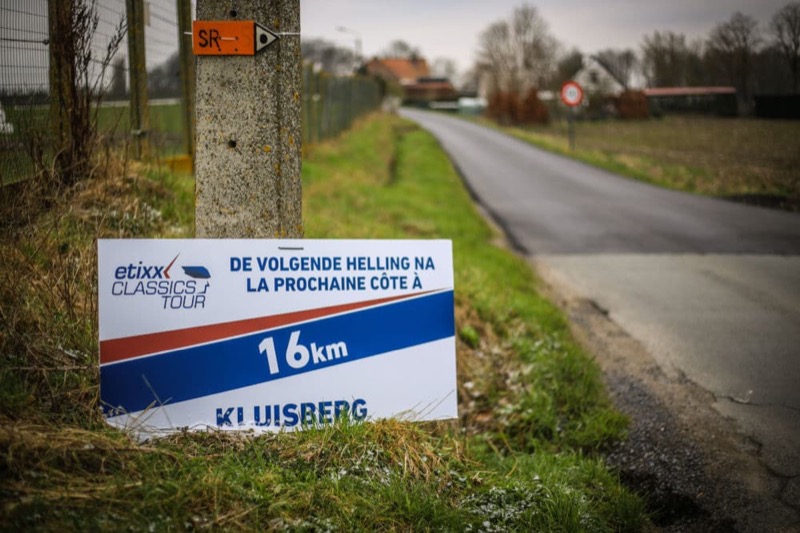 SR
etixx
CLASSICS
TOUR
DE VOLGENDE HELLING NA
LA PROCHAINE CÔTE À
16km
KLUISBERG